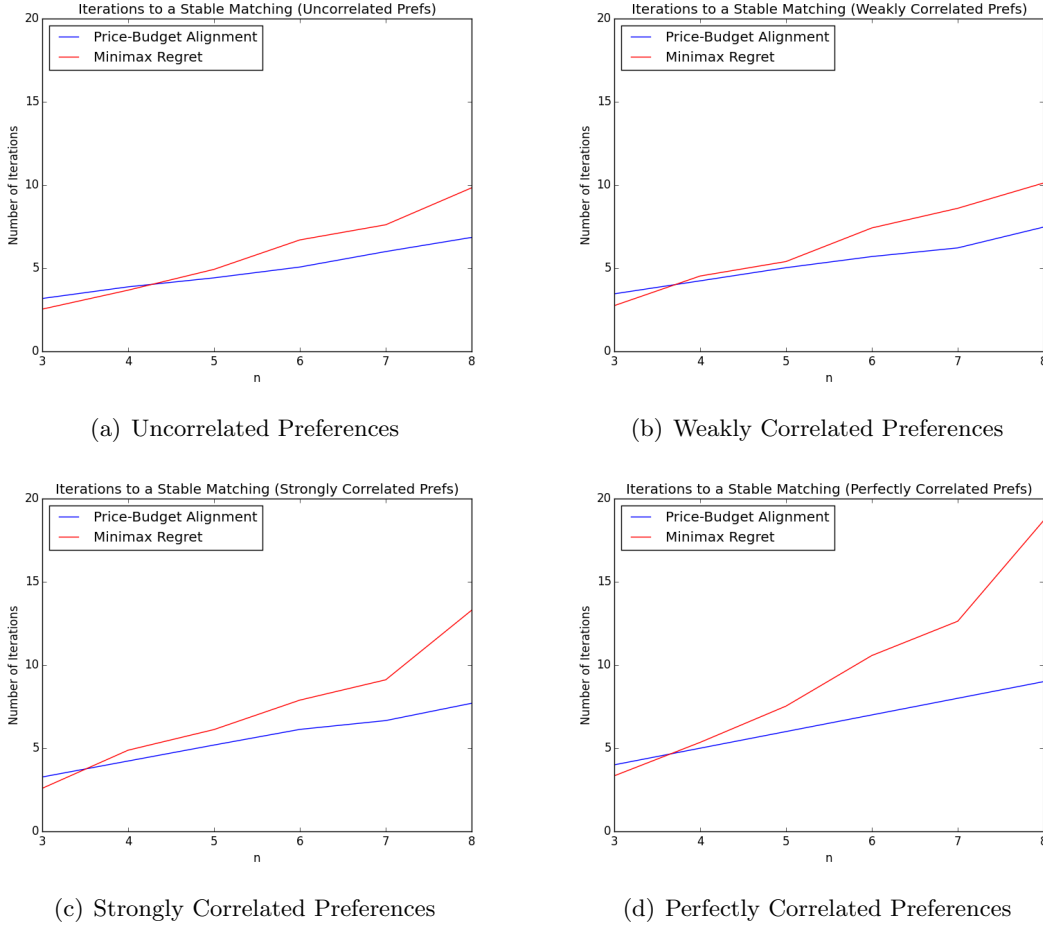 Iterations to a Stable Matching (Uncorrelated Prefs)
Price-Budget Alignment
Minimax Regret
20
15
10
5
0
Number of Iterations
3 4 5 6 7 8
n
(a) Uncorrelated Preferences
Iterations to a Stable Matching (Weakly Correlated Prefs)
Price-Budget Alignment
Minimax Regret
20
15
10
5
0
Number of Iterations
3 4 5 6 7 8
n
(b) Weakly Correlated Preferences
Iterations to a Stable Matching (Strongly Correlated Prefs)
Price-Budget Alignment
Minimax Regret
20
15
10
5
0
Number of Iterations
3 4 5 6 7 8
n
(c) Strongly Correlated Preferences
Iterations to a Stable Matching (Perfectly Correlated Prefs)
Price-Budget Alignment
Minimax Regret
20
15
10
5
0
Number of Iterations
3 4 5 6 7 8
n
(d) Perfectly Correlated Preferences